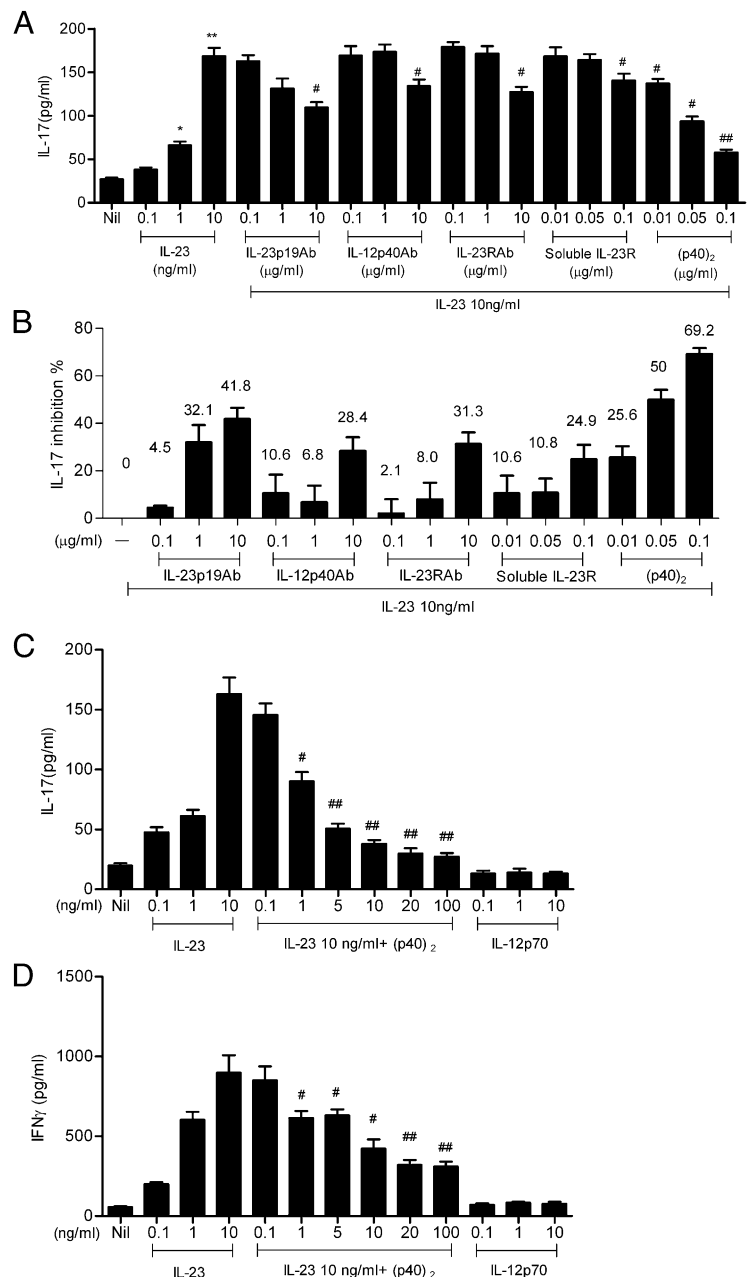 A
200
**
150
#
#
#
#
#
100
*
#
##
50
0
IL-17(pg/ml)
Nil 0.1 1 10 0.1 1 10 0.1 1 10 0.1 1 10 0.01 0.05 0.1 0.01 0.05 0.1
IL-23 IL-23p19Ab IL-12p40Ab IL-23RAb Soluble IL-23R (p40)₂
(ng/ml) (μg/ml) (μg/ml) (μg/ml) (μg/ml) (μg/ml)
IL-23 10ng/ml
B
80
60
40
20
0
IL-17 inhibition %
0 4.5 32.1 41.8 10.6 6.8 28.4 2.1 8.0 31.3 10.6 10.8 24.9 25.6 50 69.2
(μg/ml) — 0.1 1 10 0.1 1 10 0.1 1 10 0.01 0.05 0.1 0.01 0.05 0.1
IL-23p19Ab IL-12p40Ab IL-23RAb Soluble IL-23R (p40)₂
IL-23 10ng/ml
C
200
150
100
50
0
IL-17(pg/ml)
# ## ## ## ##
(ng/ml) Nil 0.1 1 10 0.1 1 5 10 20 100 0.1 1 10
IL-23 IL-23 10 ng/ml+ (p40) ₂ IL-12p70
D
1500
1000
500
0
IFNγ (pg/ml)
# # # ## ##
(ng/ml) Nil 0.1 1 10 0.1 1 5 10 20 100 0.1 1 10
IL-23 IL-23 10 ng/ml+ (p40) ₂ IL-12p70